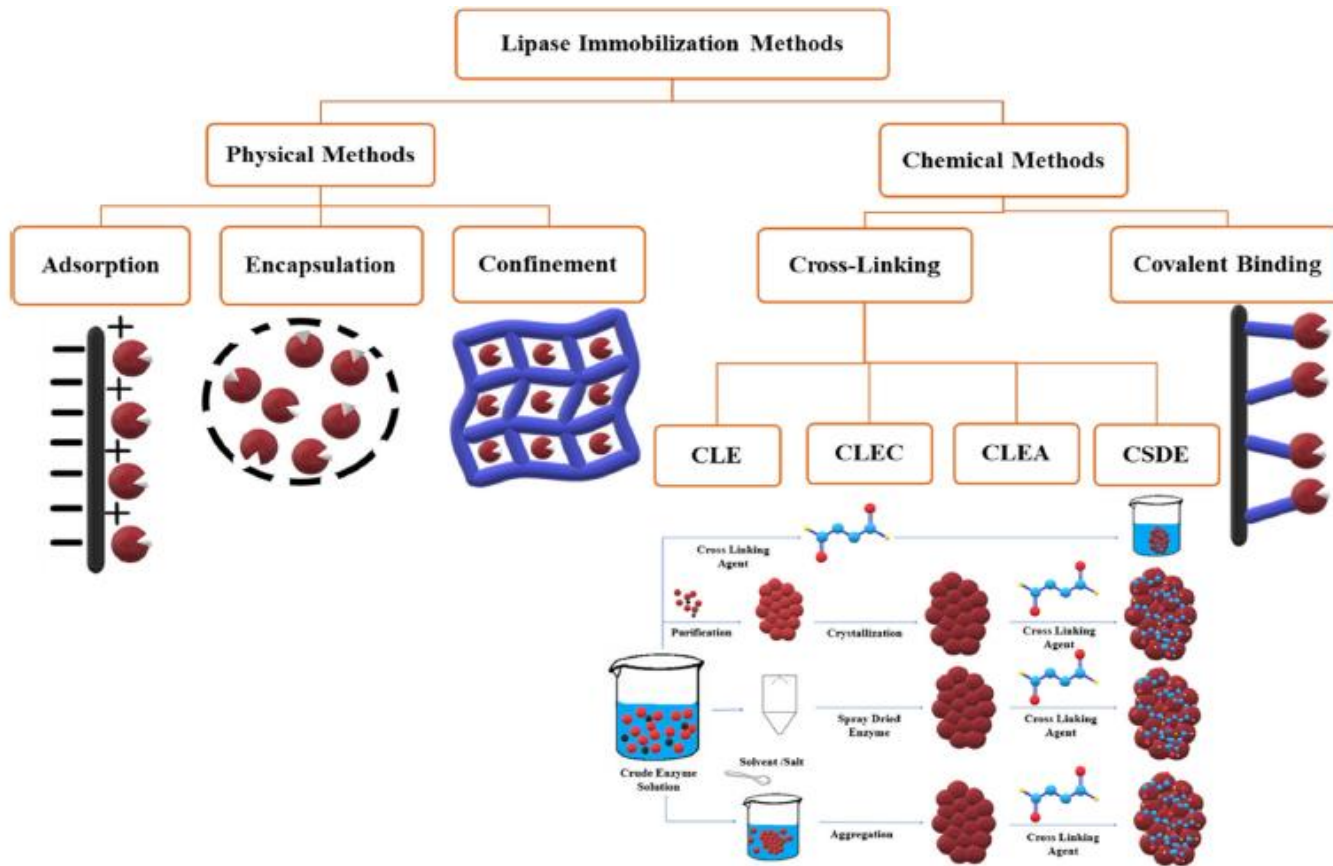 Lipase Immobilization Methods
Physical Methods
Chemical Methods
Adsorption
Encapsulation
Confinement
Cross-Linking
Covalent Binding
CLE
CLEC
CLEA
CSDE
Cross Linking
Agent
Purification
Crystallization
Cross Linking
Agent
Spray Dried
Enzyme
Cross Linking
Agent
Crude Enzyme
Solution
Solvent /Salt
Aggregation
Cross Linking
Agent